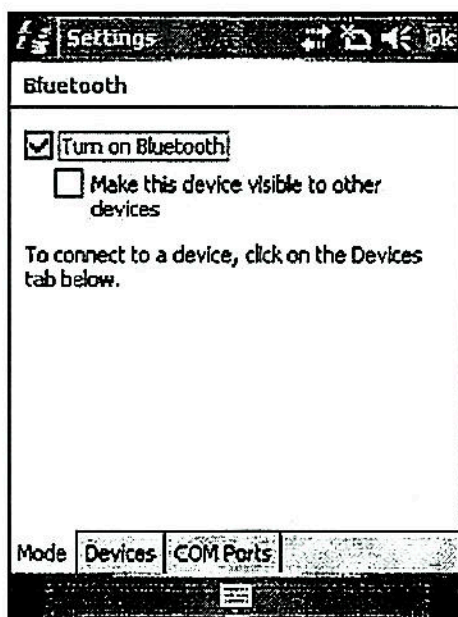 Settings
ok
Bluetooth
Turn on Bluetooth
Make this device visible to other
devices
To connect to a device, click on the Devices
tab below.
Mode
Devices
COM Ports